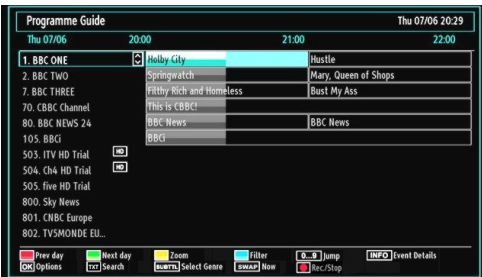 Programme Guide Thu 07/06 20:29
Thu 07/06 20:00 21:00 22:00
1. BBC ONE Holby City Hustle
2. BBC TWO Springwatch Mary, Queen of Shops
7. BBC THREE Filthy Rich and Homeless Bust My Ass
70. CBBC Channel This is CBBC!
80. BBC NEWS 24 BBC News BBC News
105. BBCi BBCi
503. ITV HD Trial HD
504. Ch4 HD Trial HD
505. five HD Trial
800. Sky News
801. CNBC Europe
802. TV5MONDE EU...
Prev day Next day Zoom Filter 0...9 Jump INFO Event Details
OK Options TXT Search SUBTTL Select Genre SWAP Now Rec/Stop